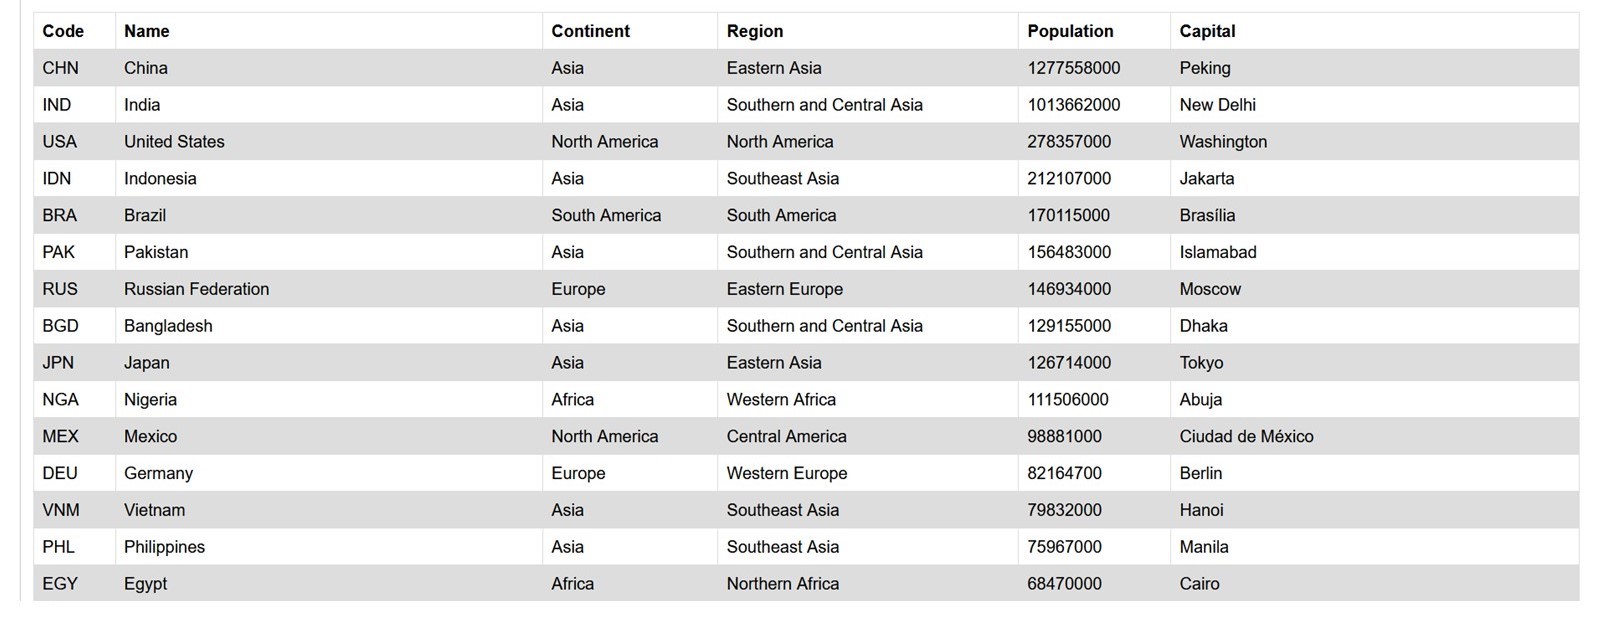 Code Name Continent Region Population Capital
CHN China Asia Eastern Asia 1277558000 Peking
IND India Asia Southern and Central Asia 1013662000 New Delhi
USA United States North America North America 278357000 Washington
IDN Indonesia Asia Southeast Asia 212107000 Jakarta
BRA Brazil South America South America 170115000 Brasília
PAK Pakistan Asia Southern and Central Asia 156483000 Islamabad
RUS Russian Federation Europe Eastern Europe 146934000 Moscow
BGD Bangladesh Asia Southern and Central Asia 129155000 Dhaka
JPN Japan Asia Eastern Asia 126714000 Tokyo
NGA Nigeria Africa Western Africa 111506000 Abuja
MEX Mexico North America Central America 98881000 Ciudad de México
DEU Germany Europe Western Europe 82164700 Berlin
VNM Vietnam Asia Southeast Asia 79832000 Hanoi
PHL Philippines Asia Southeast Asia 75967000 Manila
EGY Egypt Africa Northern Africa 68470000 Cairo